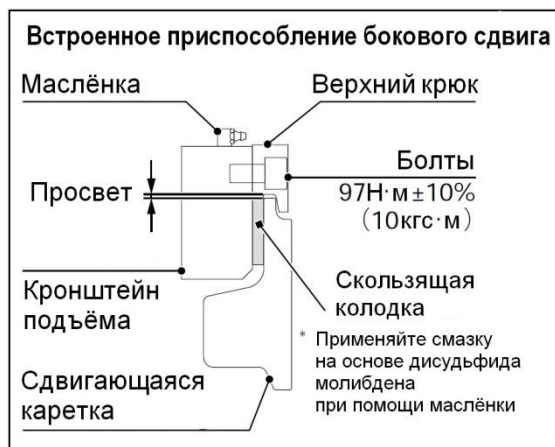 Встроенное приспособление бокового сдвига
Маслёнка
Верхний крюк
Болты
97Н·м±10%
(10кгс·м)
Просвет
Скользящая
колодка
Кронштейн
подъёма
* Применяйте смазку
на основе дисудьфида
молибдена
при помощи маслёнки
Сдвигающаяся
каретка